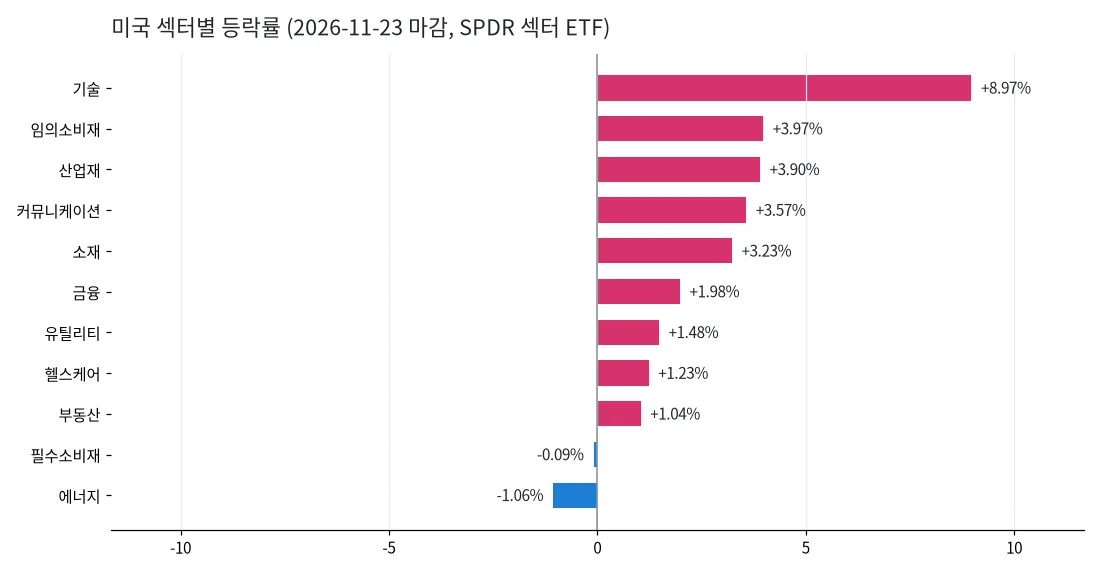 미국 섹터별 등락률 (2026-11-23 마감, SPDR 섹터 ETF)
기술 +8.97%
임의소비재 +3.97%
산업재 +3.90%
커뮤니케이션 +3.57%
소재 +3.23%
금융 +1.98%
유틸리티 +1.48%
헬스케어 +1.23%
부동산 +1.04%
필수소비재 -0.09%
에너지 -1.06%
-10 -5 0 5 10